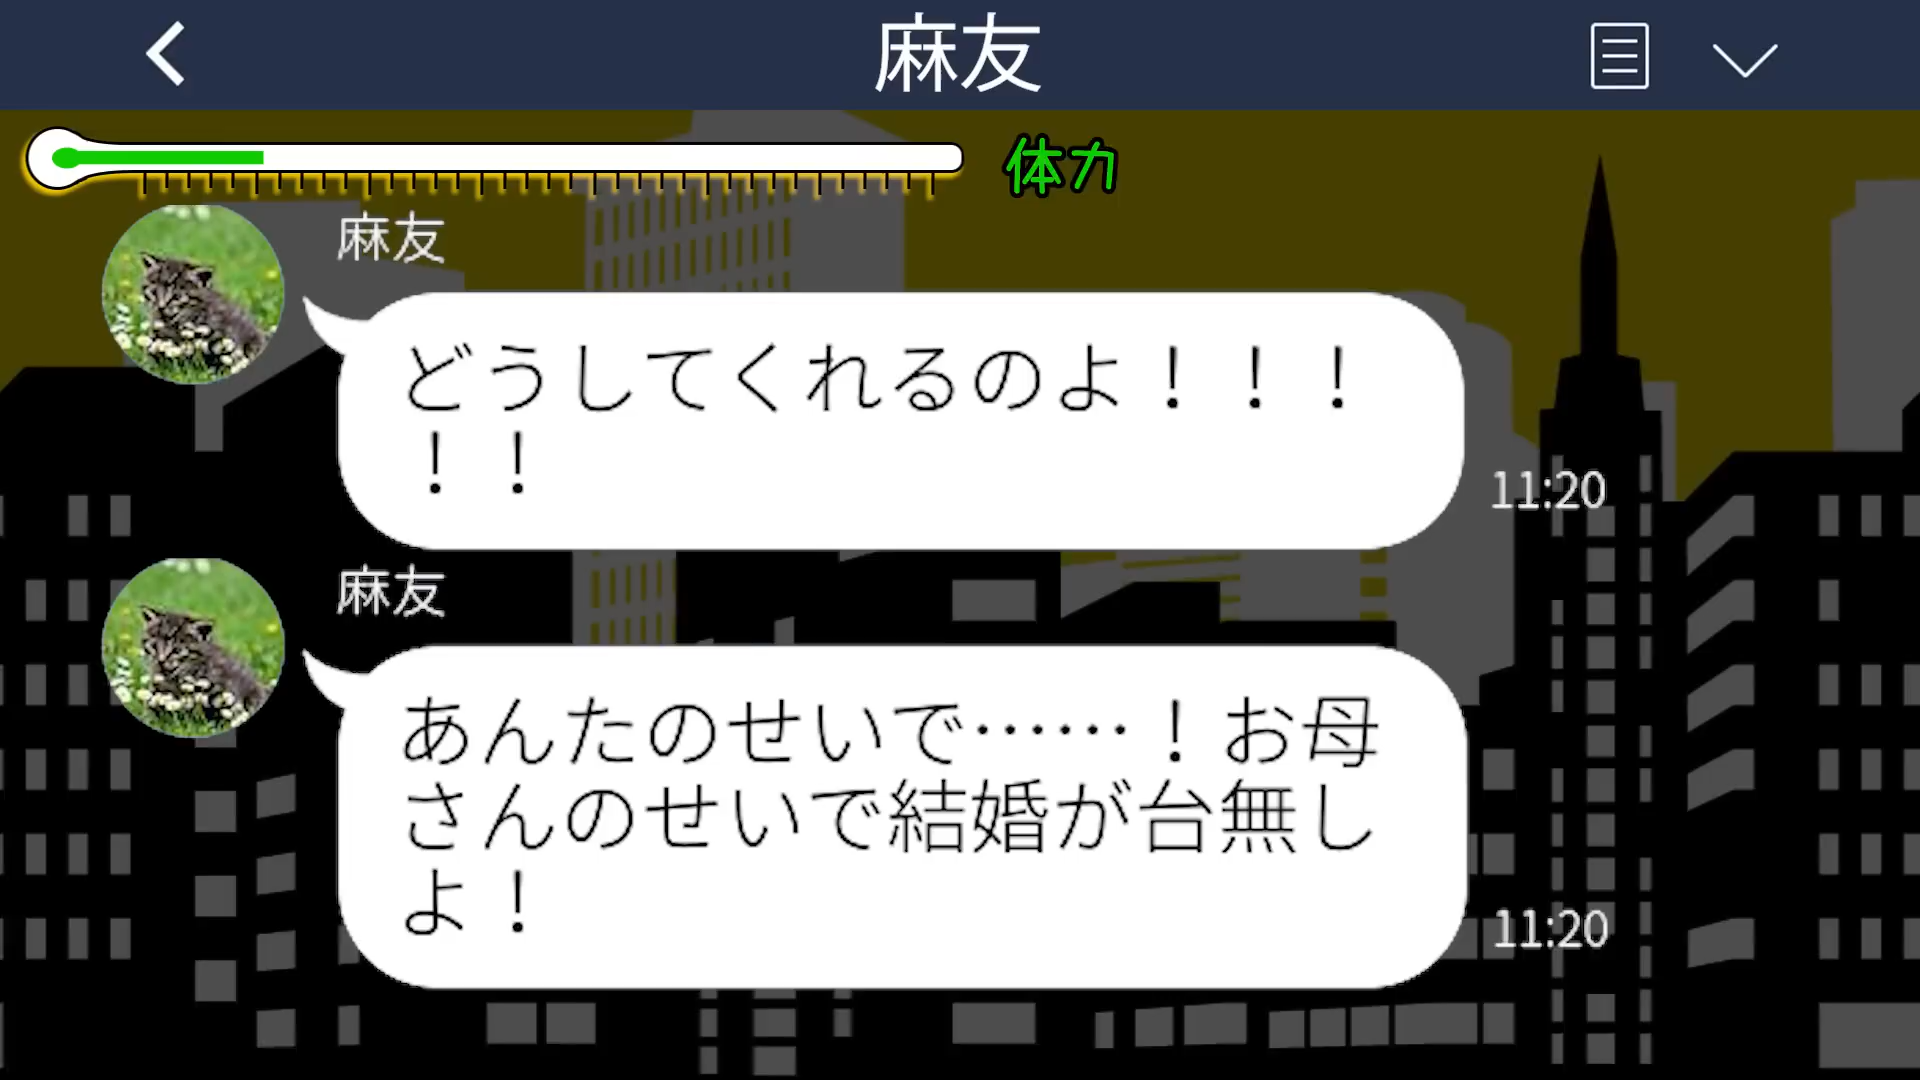 麻友
体力
麻友
どうしてくれるのよ！！！
！！
11:20
麻友
あんたのせいで……！お母
さんのせいで結婚が台無し
よ！
11:20